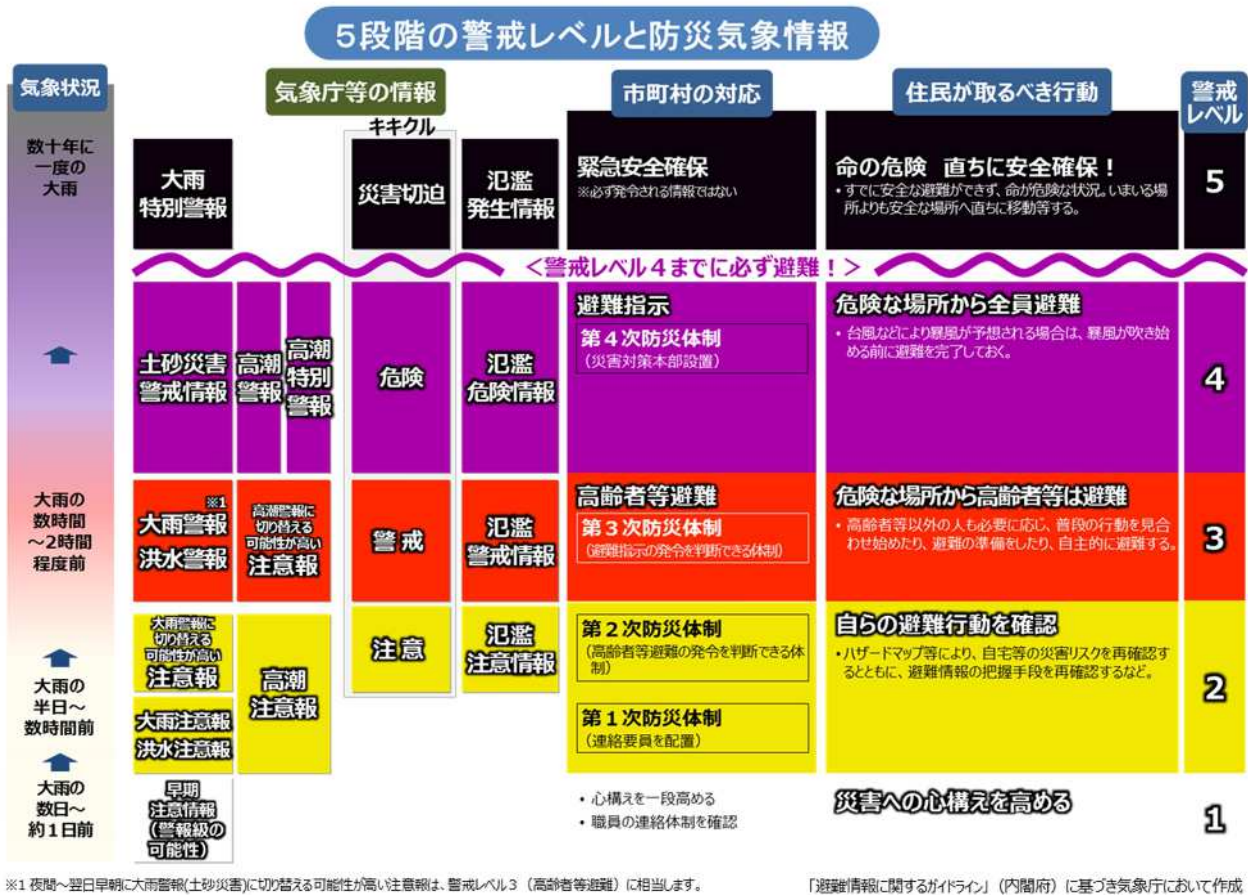 5段階の警戒レベルと防災気象情報
気象状況
気象庁等の情報
市町村の対応
住民が取るべき行動
警戒
レベル
キキクル
数十年に
一度の
大雨
大雨
特別警報
災害切迫
氾濫
発生情報
緊急安全確保
※必ず発令される情報ではない
命の危険 直ちに安全確保！
・すでに安全な避難ができず、命が危険な状況。いまいる場
所よりも安全な場所へ直ちに移動等する。
5
＜警戒レベル４までに必ず避難！＞
土砂災害
警戒情報
高潮
警報
高潮
特別
警報
危険
氾濫
危険情報
避難指示
第４次防災体制
（災害対策本部設置）
危険な場所から全員避難
・台風などにより暴風が予想される場合は、暴風が吹き始
める前に避難を完了しておく。
4
大雨の
数時間
～2時間
程度前
※1
大雨警報
洪水警報
高潮警報に
切り替える
可能性が高い
注意報
警戒
氾濫
警戒情報
高齢者等避難
第３次防災体制
（避難指示の発令を判断できる体制）
危険な場所から高齢者等は避難
・高齢者等以外の人も必要に応じ、普段の行動を見合
わせ始めたり、避難の準備をしたり、自主的に避難する。
3
大雨の
半日～
数時間前
大雨警報に
切り替える
可能性が高い
注意報
大雨注意報
洪水注意報
高潮
注意報
注意
氾濫
注意情報
第２次防災体制
（高齢者等避難の発令を判断できる体
制）
第１次防災体制
（連絡要員を配置）
自らの避難行動を確認
・ハザードマップ等により、自宅等の災害リスクを再確認す
るとともに、避難情報の把握手段を再確認するなど。
2
大雨の
数日～
約１日前
早期
注意情報
（警報級の
可能性）
・心構えを一段高める
・職員の連絡体制を確認
災害への心構えを高める
1
※1 夜間～翌日早朝に大雨警報(土砂災害)に切り替える可能性が高い注意報は、警戒レベル３（高齢者等避難）に相当します。
「避難情報に関するガイドライン」（内閣府）に基づき気象庁において作成